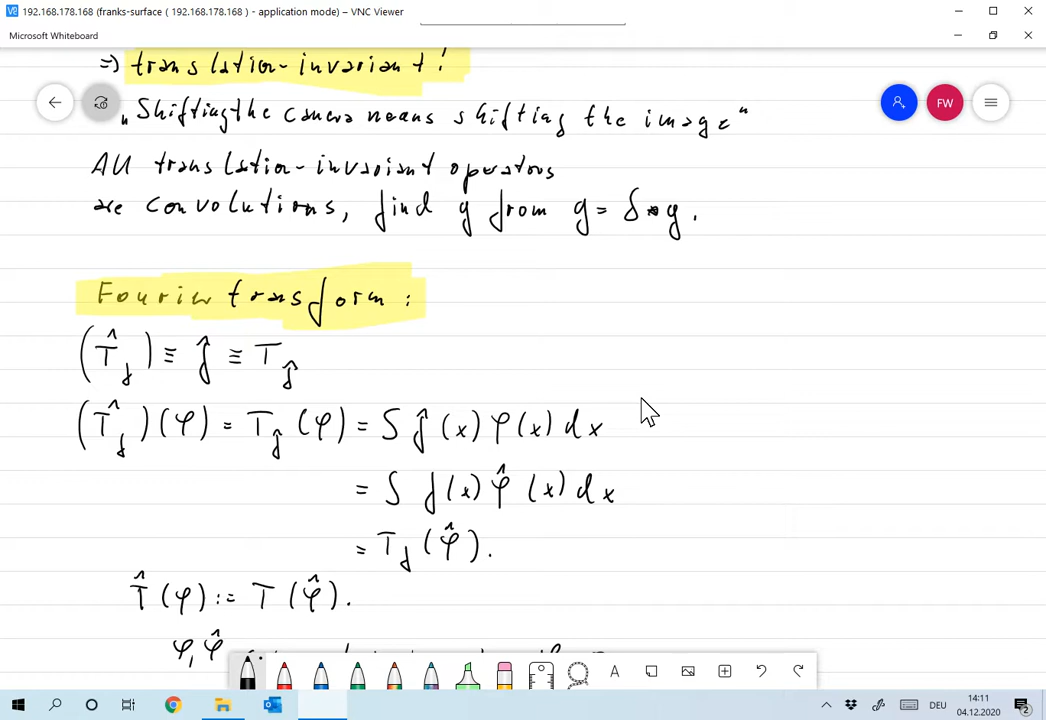 192.168.178.168 (franks-surface ( 192.168.178.168 ) - application mode) – VNC Viewer
Microsoft Whiteboard
⇒ translation-invariant!
„Shifting the camera means shifting the image"
All translation-invariant operators
are convolutions, find g from g = δ * g.
FW
Fourier transform:
(T̂_f) ≡ f̂ ≡ T_f̂
(T̂_f)(φ) = T_f̂(φ) = ∫ f̂(x) φ(x) dx
= ∫ f(x) φ̂(x) dx
= T_f(φ̂).
T̂(φ) := T(φ̂).
φ, φ̂
A
DEU
14:11
04.12.2020
2